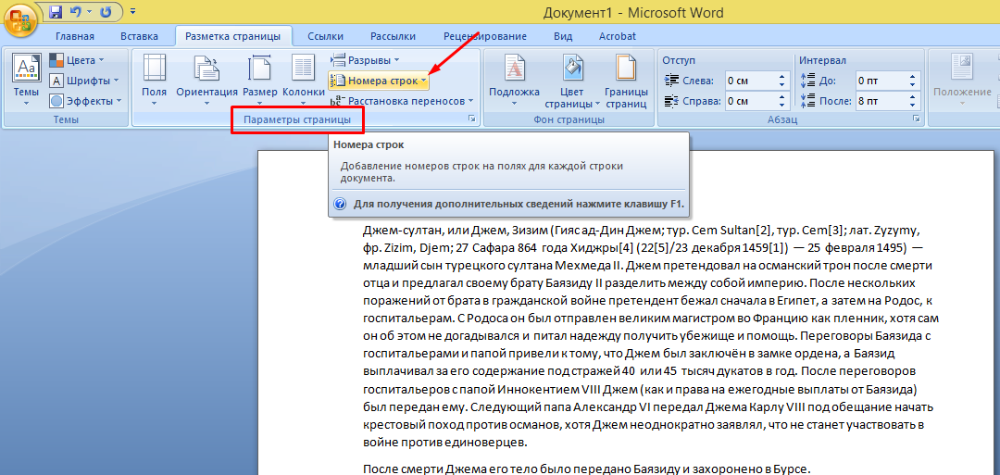 Документ1 - Microsoft Word
Главная Вставка Разметка страницы Ссылки Рассылки Рецензирование Вид Acrobat
Темы
Цвета
Шрифты
Эффекты
Темы
Поля
Ориентация
Размер
Колонки
Разрывы
Номера строк
Расстановка переносов
Параметры страницы
Подложка
Цвет страницы
Границы страниц
Фон страницы
Отступ
Слева: 0 см
Справа: 0 см
Интервал
До: 0 пт
После: 8 пт
Абзац
Положение
Номера строк
Добавление номеров строк на полях для каждой строки
документа.
Для получения дополнительных сведений нажмите клавишу F1.
Джем-султан, или Джем, Зизим (Гияс ад-Дин Джем; тур. Cem Sultan[2], тур. Cem[3]; лат. Zyzymy,
фр. Zizim, Djem; 27 Сафара 864 года Хиджры[4] (22[5]/23 декабря 1459[1]) — 25 февраля 1495) —
младший сын турецкого султана Мехмеда II. Джем претендовал на османский трон после смерти
отца и предлагал своему брату Баязиду II разделить между собой империю. После нескольких
поражений от брата в гражданской войне претендент бежал сначала в Египет, а затем на Родос, к
госпитальерам. С Родоса он был отправлен великим магистром во Францию как пленник, хотя сам
он об этом не догадывался и питал надежду получить убежище и помощь. Переговоры Баязида с
госпитальерами и папой привели к тому, что Джем был заключён в замке ордена, а Баязид
выплачивал за его содержание под стражей 40 или 45 тысяч дукатов в год. После переговоров
госпитальеров с папой Иннокентием VIII Джем (как и права на ежегодные выплаты от Баязида)
был передан ему. Следующий папа Александр VI передал Джема Карлу VIII под обещание начать
крестовый поход против османов, хотя Джем неоднократно заявлял, что не станет участвовать в
войне против единоверцев.
После смерти Джема его тело было передано Баязиду и захоронено в Бурсе.